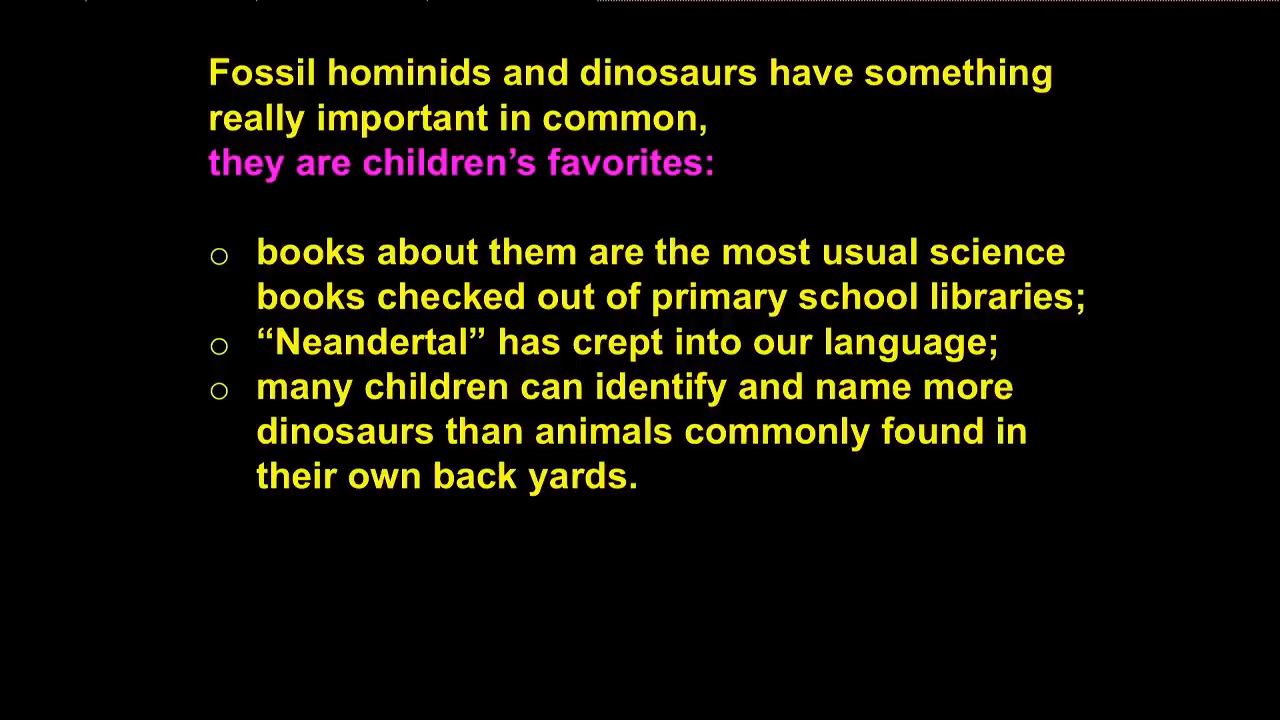 Fossil hominids and dinosaurs have something
really important in common,
they are children’s favorites:
o books about them are the most usual science
books checked out of primary school libraries;
o “Neandertal” has crept into our language;
o many children can identify and name more
dinosaurs than animals commonly found in
their own back yards.